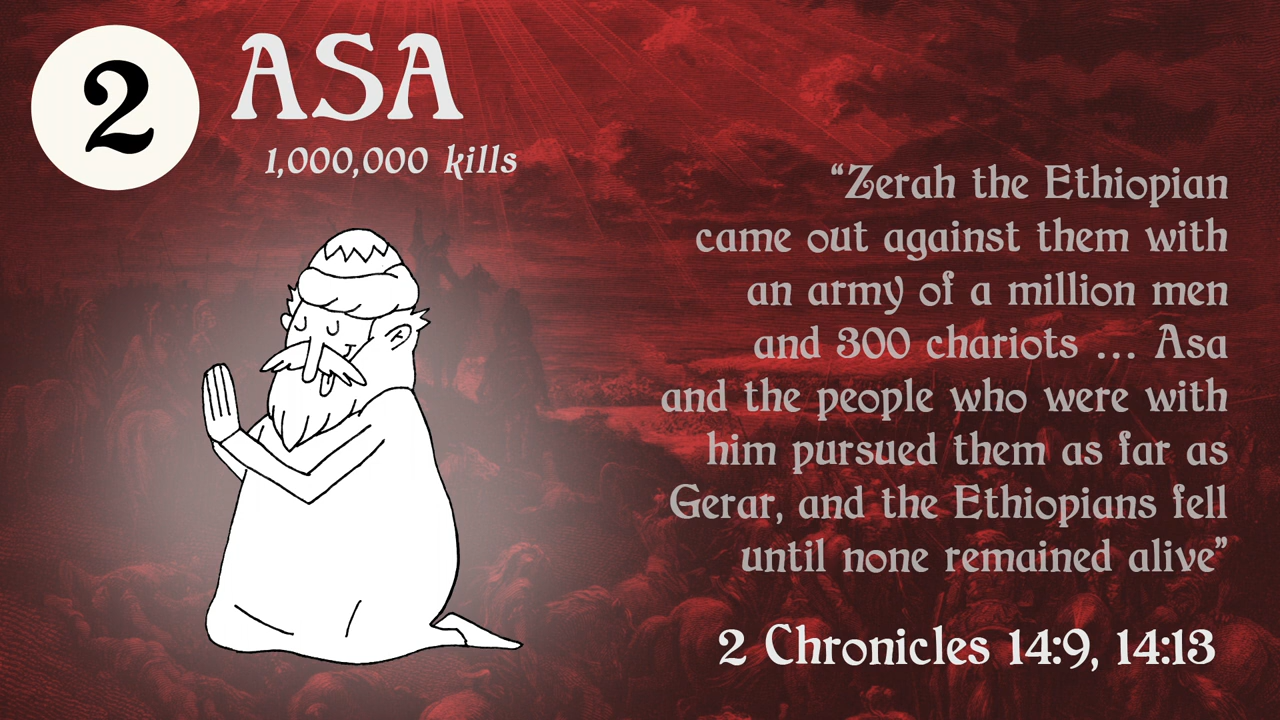 2
ASA
1,000,000 kills
“Zerah the Ethiopian
came out against them with
an army of a million men
and 300 chariots … Asa
and the people who were with
him pursued them as far as
Gerar, and the Ethiopians fell
until none remained alive”
2 Chronicles 14:9, 14:13